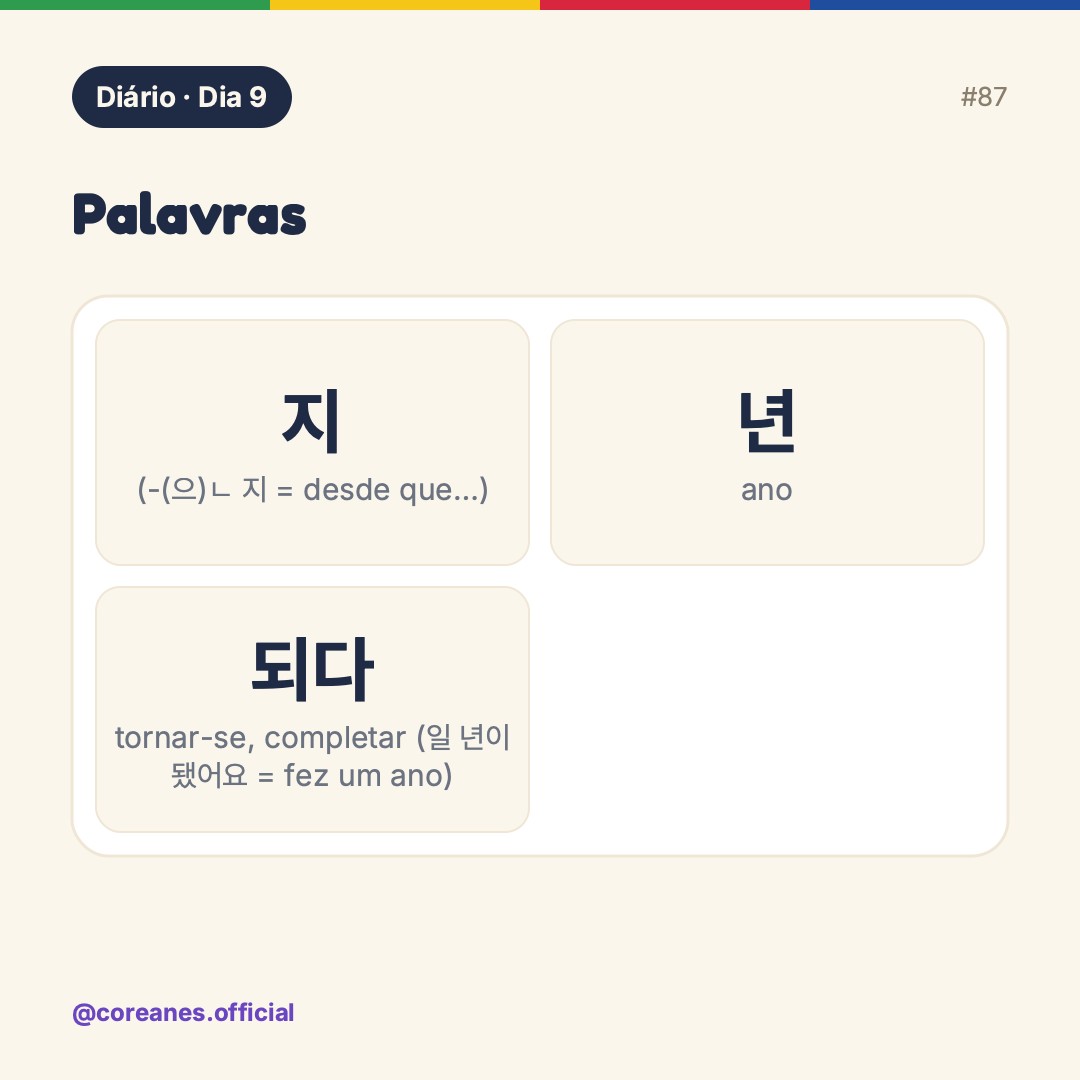 Diário · Dia 9
#87
Palavras
지
(-(으)ㄴ 지 = desde que...)
년
ano
되다
tornar-se, completar (일 년이
됐어요 = fez um ano)
@coreanes.official